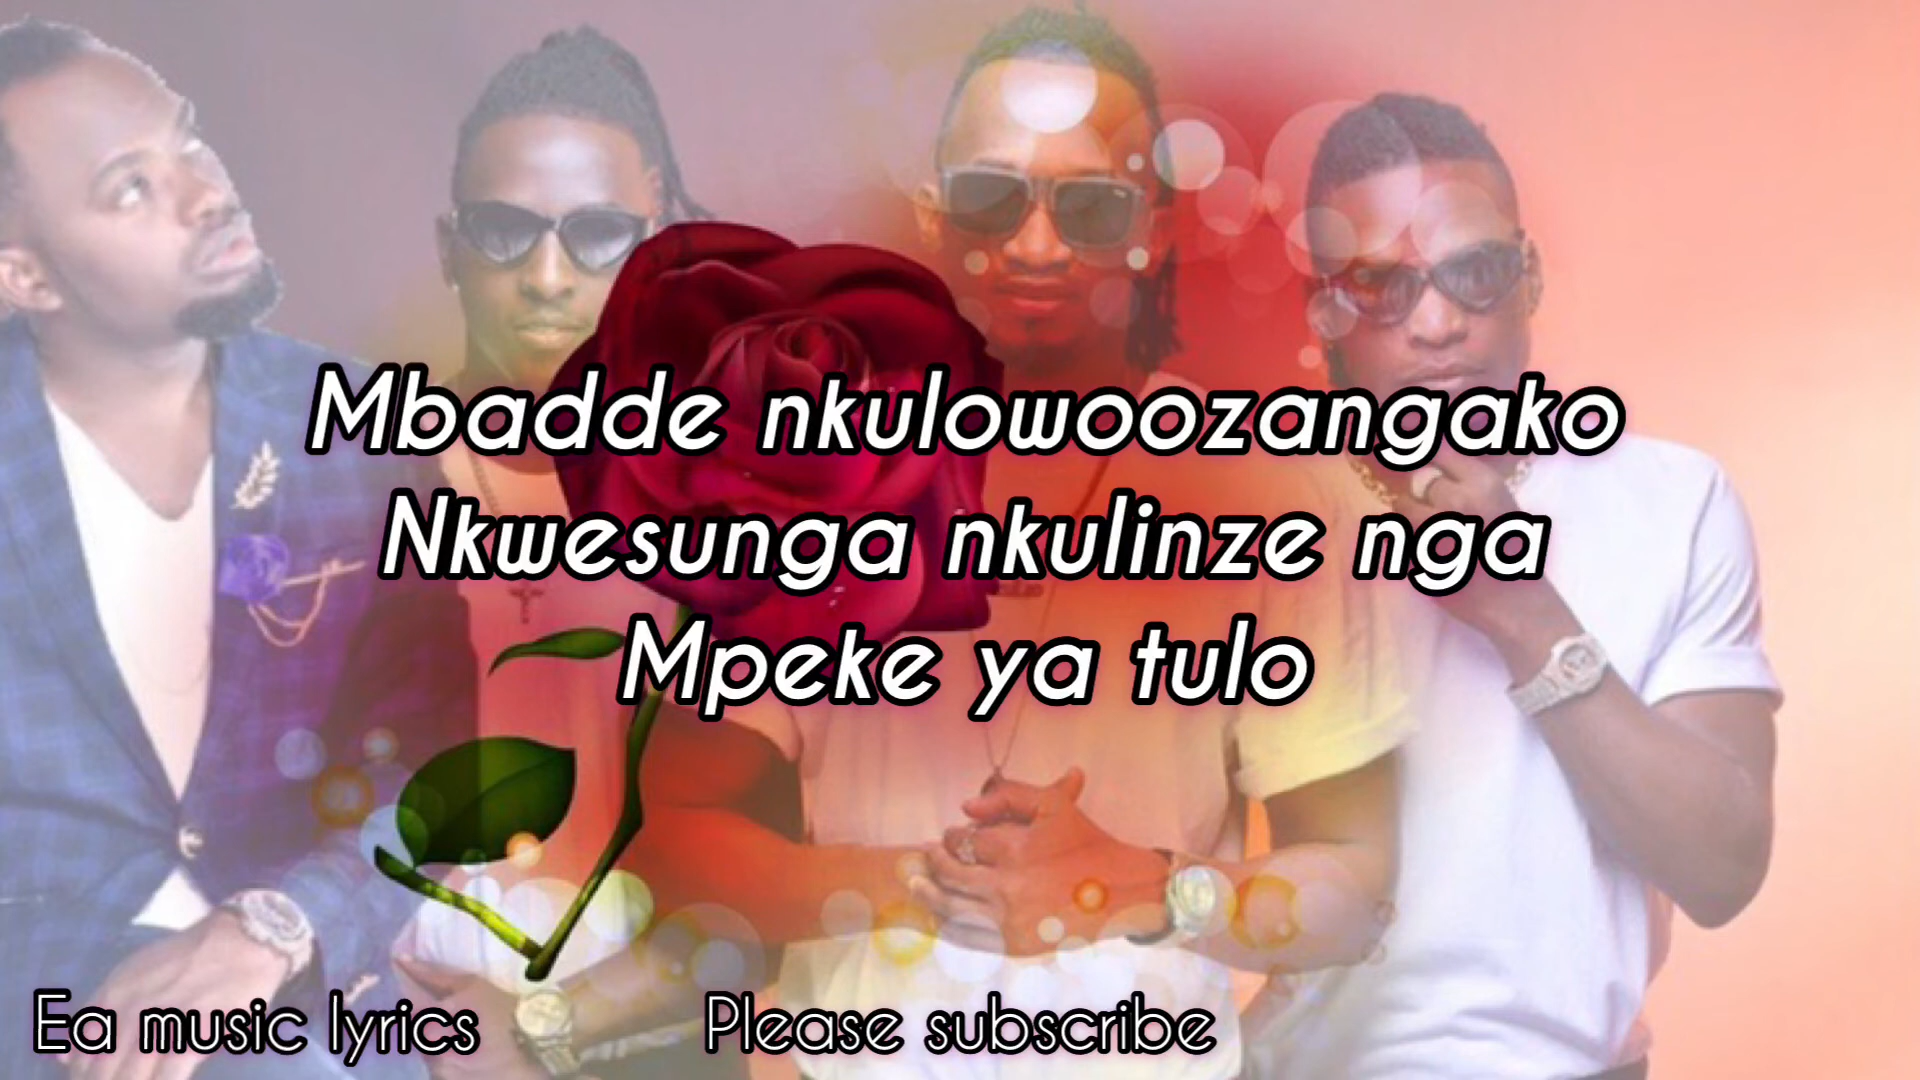 Mbadde nkulowoozangako
Nkwesunga nkulinze nga
Mpeke ya tulo
Ea music lyrics
Please subscribe